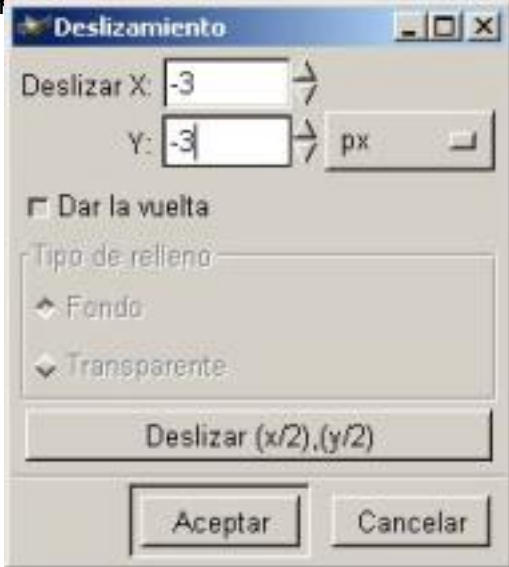 Deslizamiento
Deslizar X: -3
Y: -3 px
Dar la vuelta
Tipo de relleno
Fondo
Transparente
Deslizar (x/2),(y/2)
Aceptar Cancelar